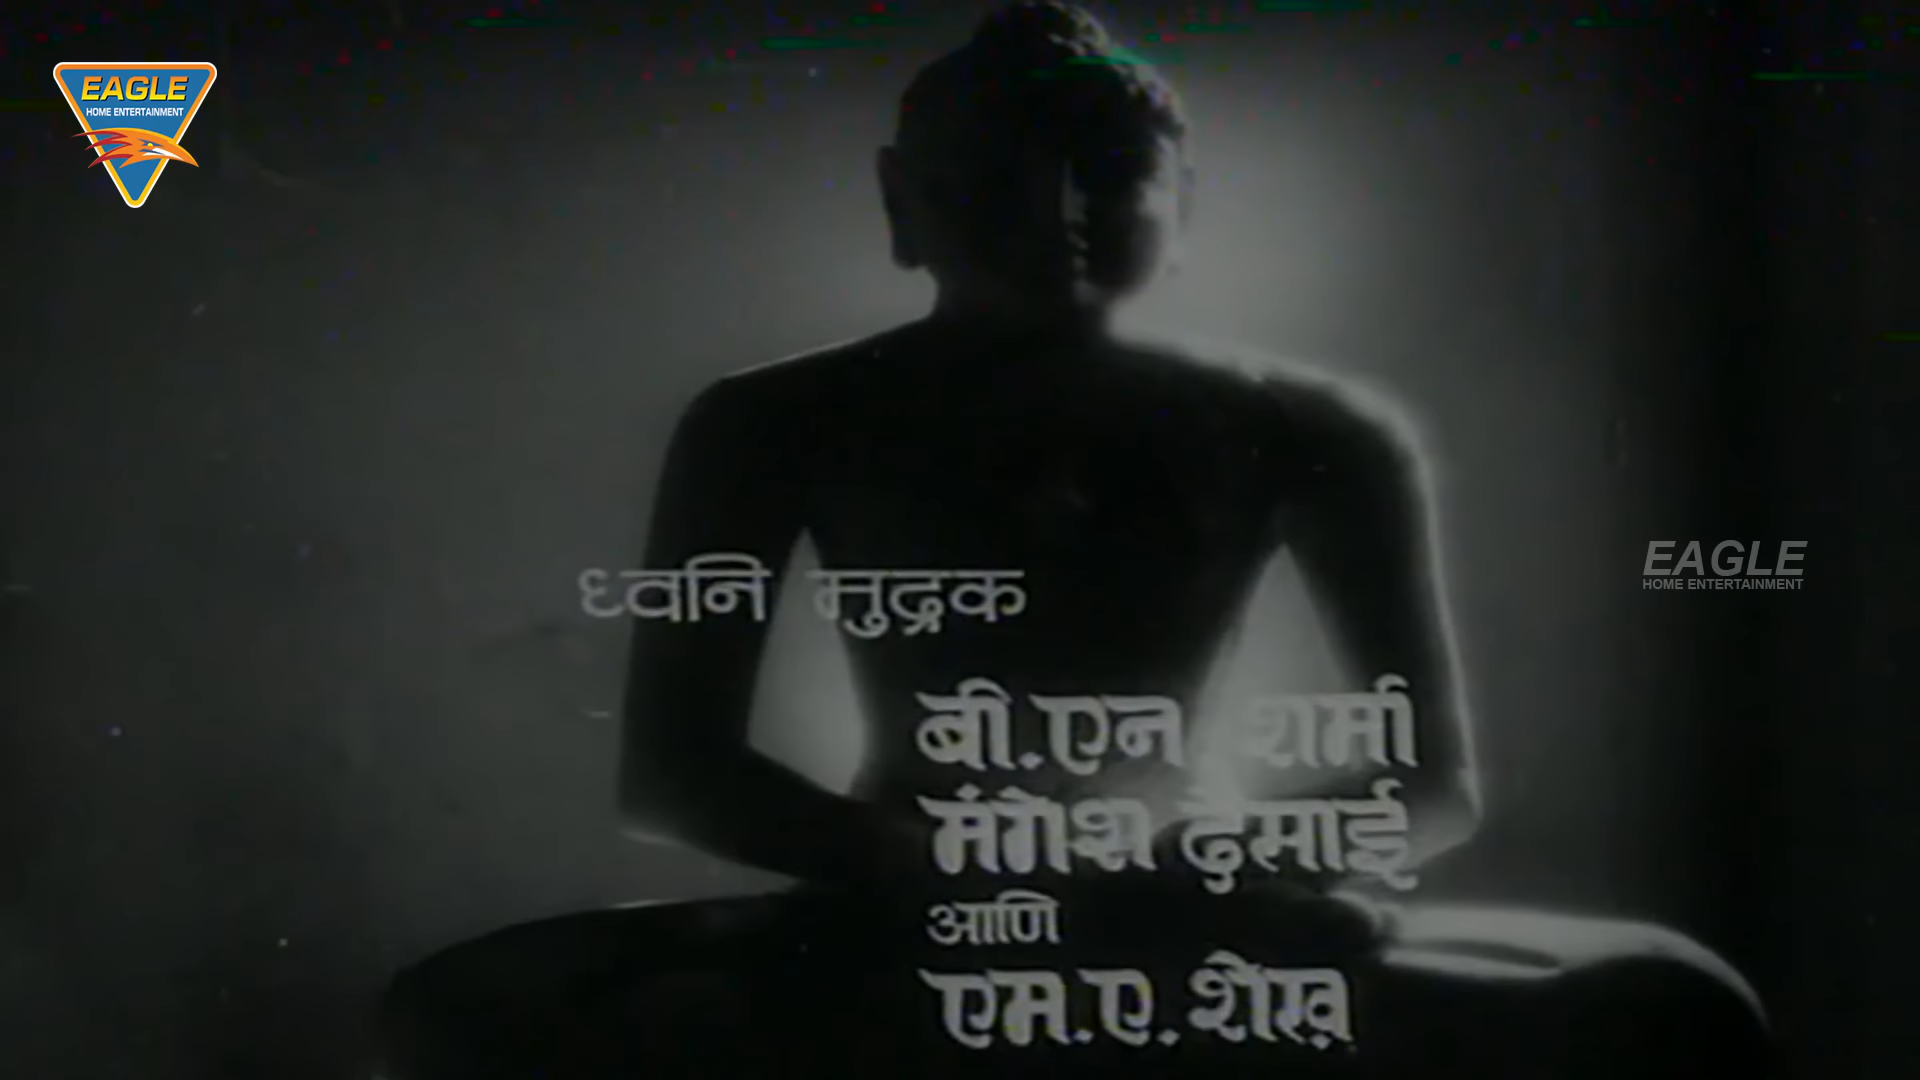 EAGLE
HOME ENTERTAINMENT
ध्वनि मुद्रक
EAGLE
HOME ENTERTAINMENT
बी.एन. शर्मा
मंगेश देसाई
आणि
एम.ए. शेख़